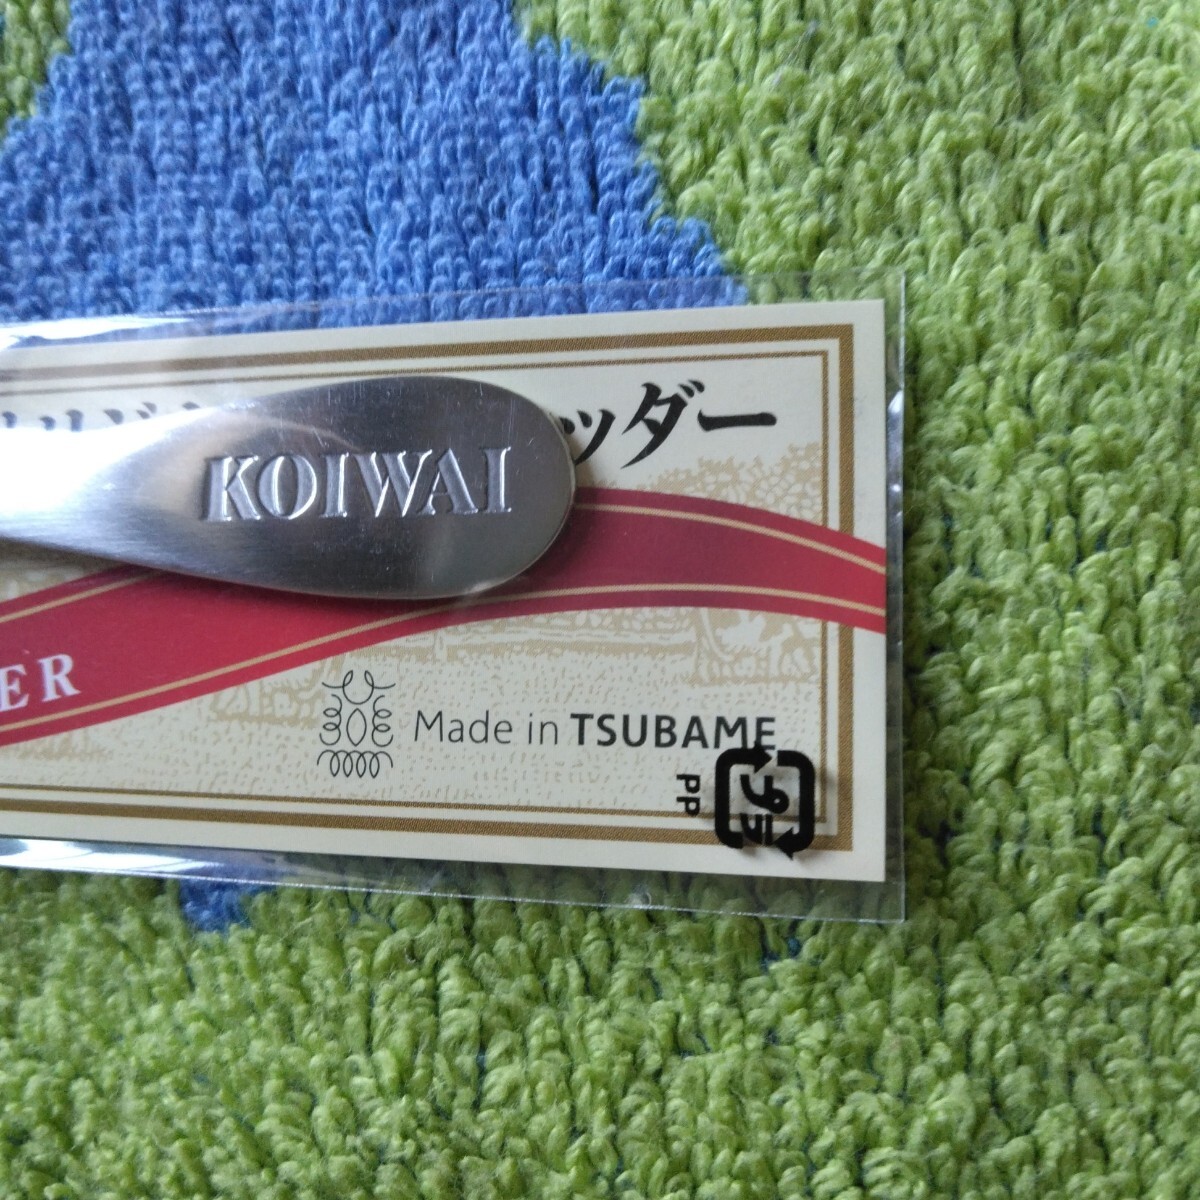 ッダー
KOIWAI
ER
Made in TSUBAME
PP
プラ